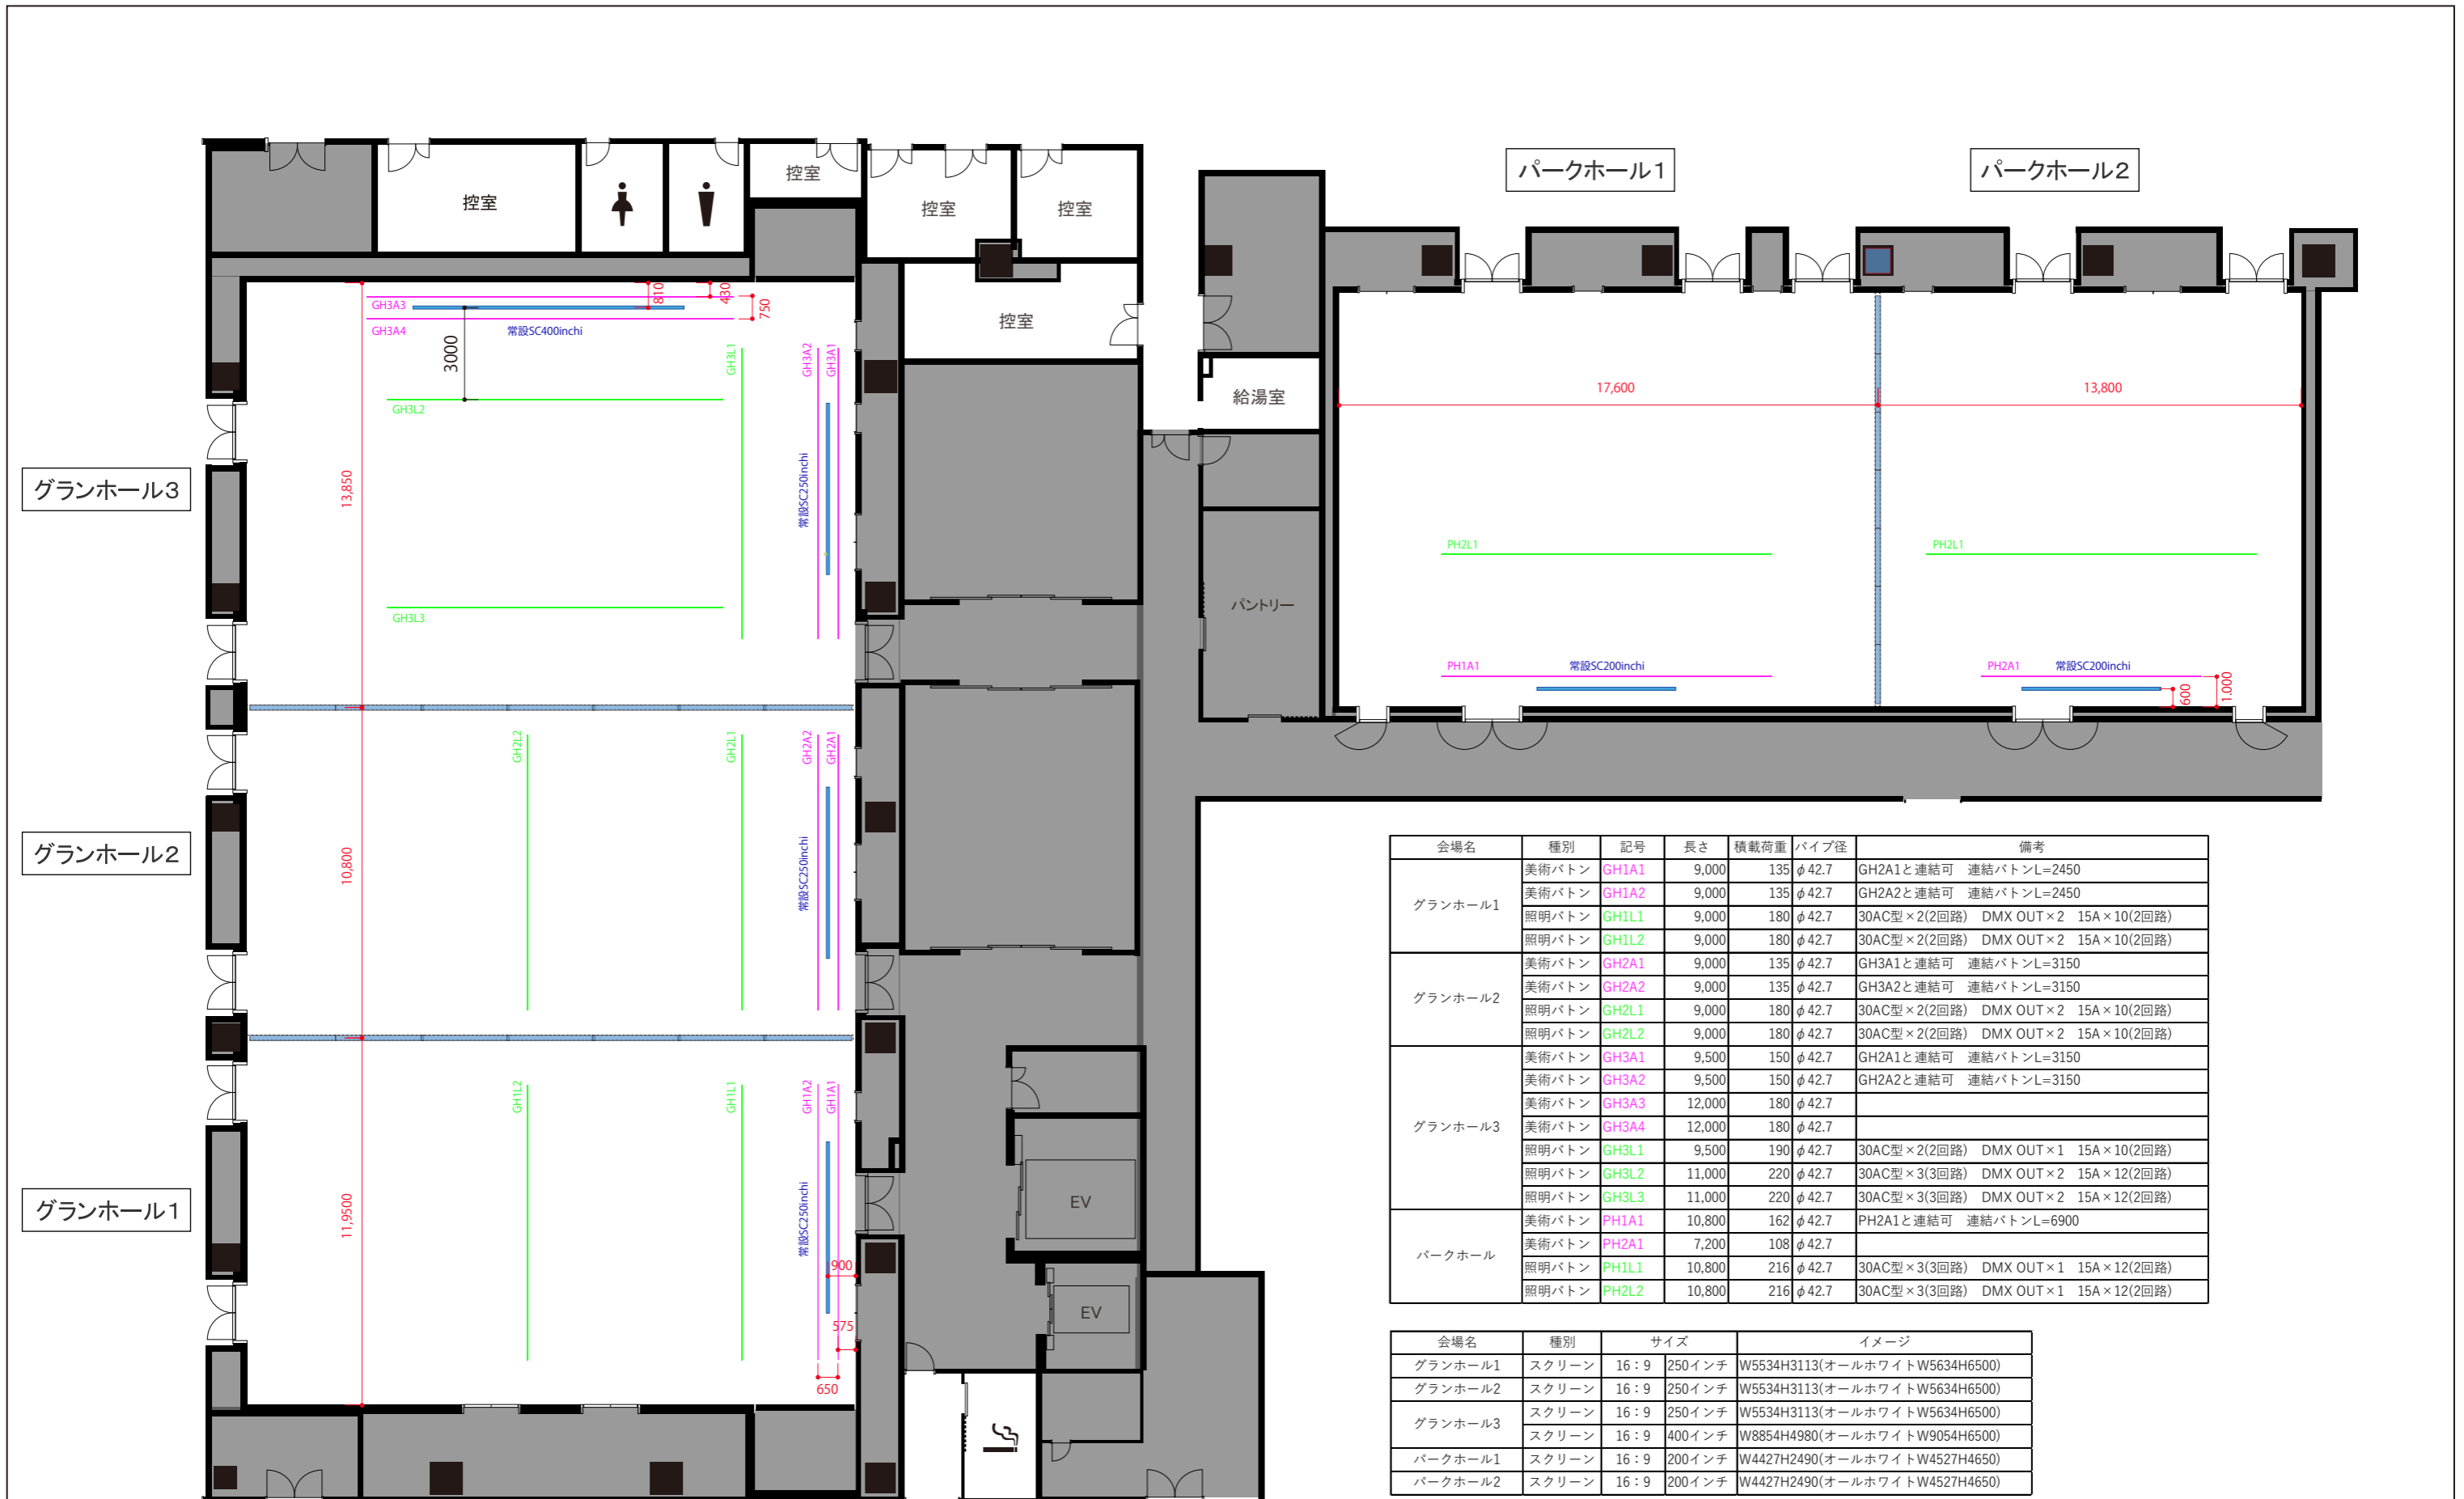 パークホール1
パークホール2
控室
控室
控室
控室
控室
給湯室
パントリー
グランホール3
グランホール2
グランホール1
GH3A3
GH3A4
常設SC400inchi
810
430
750
3000
GH3L2
GH3L3
GH3L1
GH3A2
GH3A1
常設SC250inchi
13,850
17,600
13,800
PH2L1
PH2L1
PH1A1
常設SC200inchi
PH2A1
常設SC200inchi
600
1.000
GH2L2
GH2L1
GH2A2
GH2A1
常設SC250inchi
10,800
GH1L2
GH1L1
GH1A2
GH1A1
常設SC250inchi
11,9500
900
575
650
EV
EV
会場名 種別 記号 長さ 積載荷重 パイプ径 備考
グランホール1
美術バトン GH1A1 9,000 135 φ42.7 GH2A1と連結可 連結バトンL=2450
美術バトン GH1A2 9,000 135 φ42.7 GH2A2と連結可 連結バトンL=2450
照明バトン GH1L1 9,000 180 φ42.7 30AC型×2(2回路) DMX OUT×2 15A×10(2回路)
照明バトン GH1L2 9,000 180 φ42.7 30AC型×2(2回路) DMX OUT×2 15A×10(2回路)
グランホール2
美術バトン GH2A1 9,000 135 φ42.7 GH3A1と連結可 連結バトンL=3150
美術バトン GH2A2 9,000 135 φ42.7 GH3A2と連結可 連結バトンL=3150
照明バトン GH2L1 9,000 180 φ42.7 30AC型×2(2回路) DMX OUT×2 15A×10(2回路)
照明バトン GH2L2 9,000 180 φ42.7 30AC型×2(2回路) DMX OUT×2 15A×10(2回路)
グランホール3
美術バトン GH3A1 9,500 150 φ42.7 GH2A1と連結可 連結バトンL=3150
美術バトン GH3A2 9,500 150 φ42.7 GH2A2と連結可 連結バトンL=3150
美術バトン GH3A3 12,000 180 φ42.7
美術バトン GH3A4 12,000 180 φ42.7
照明バトン GH3L1 9,500 190 φ42.7 30AC型×2(2回路) DMX OUT×1 15A×10(2回路)
照明バトン GH3L2 11,000 220 φ42.7 30AC型×3(3回路) DMX OUT×2 15A×12(2回路)
照明バトン GH3L3 11,000 220 φ42.7 30AC型×3(3回路) DMX OUT×2 15A×12(2回路)
パークホール
美術バトン PH1A1 10,800 162 φ42.7 PH2A1と連結可 連結バトンL=6900
美術バトン PH2A1 7,200 108 φ42.7
照明バトン PH1L1 10,800 216 φ42.7 30AC型×3(3回路) DMX OUT×1 15A×12(2回路)
照明バトン PH2L2 10,800 216 φ42.7 30AC型×3(3回路) DMX OUT×1 15A×12(2回路)
会場名 種別 サイズ イメージ
グランホール1 スクリーン 16：9 250インチ W5534H3113(オールホワイトW5634H6500)
グランホール2 スクリーン 16：9 250インチ W5534H3113(オールホワイトW5634H6500)
グランホール3
スクリーン 16：9 250インチ W5534H3113(オールホワイトW5634H6500)
スクリーン 16：9 400インチ W8854H4980(オールホワイトW9054H6500)
パークホール1 スクリーン 16：9 200インチ W4427H2490(オールホワイトW4527H4650)
パークホール2 スクリーン 16：9 200インチ W4427H2490(オールホワイトW4527H4650)